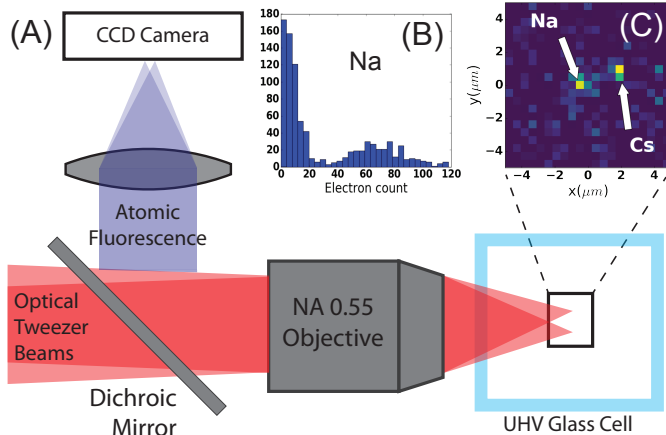 (A)
CCD Camera
Atomic
Fluorescence
Optical
Tweezer
Beams
Dichroic
Mirror
NA 0.55
Objective
UHV Glass Cell
(B)
Na
180
160
140
120
100
80
60
40
20
0
0 20 40 60 80 100 120
Electron count
(C)
Na
Cs
y(μm)
4
2
0
−2
−4
−4 −2 0 2 4
x(μm)